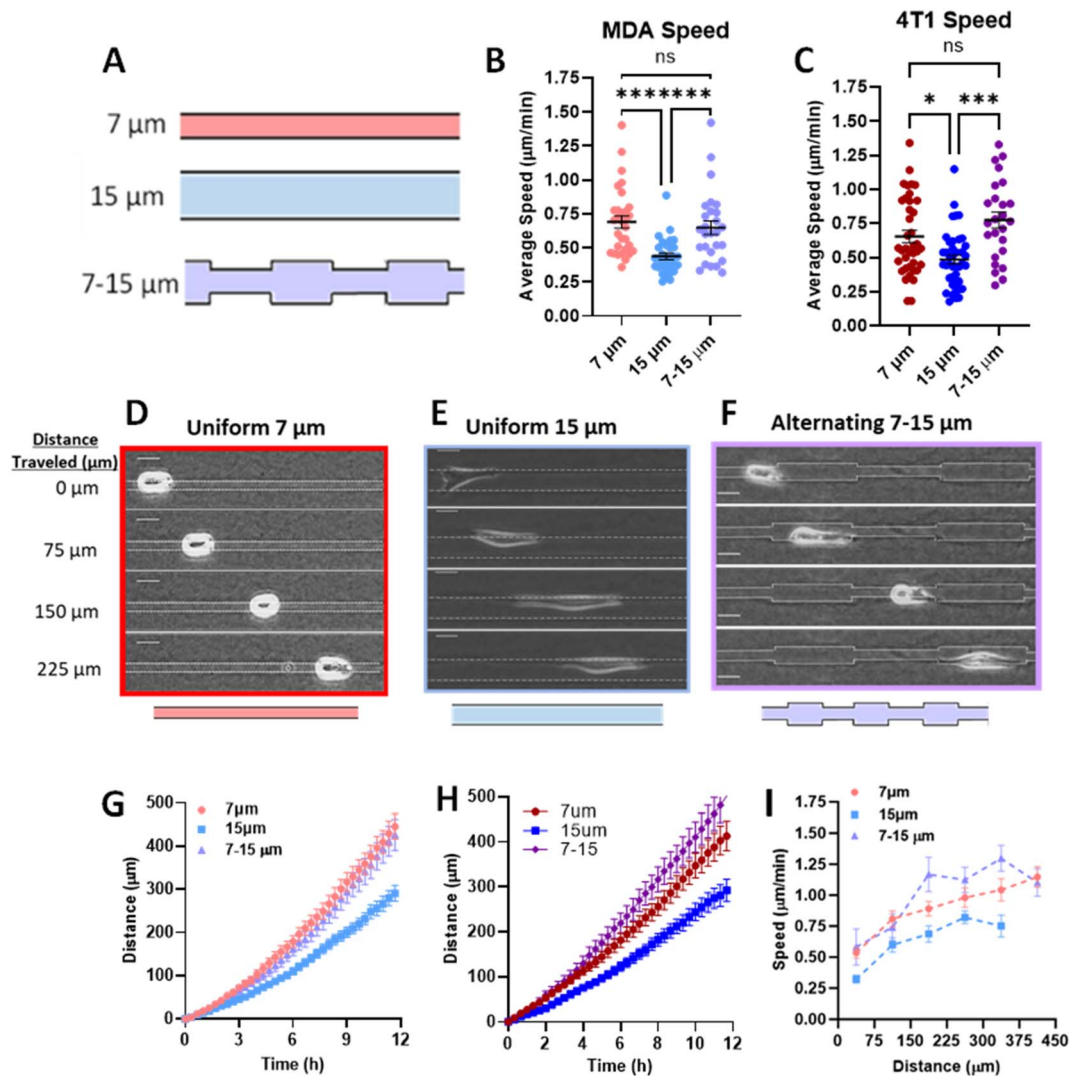 A
7 μm
15 μm
7-15 μm
B
MDA Speed
ns
*******
Average Speed (μm/min)
1.75
1.50
1.25
1.00
0.75
0.50
0.25
0.00
7 μm
15 μm
7-15 μm
C
4T1 Speed
ns
* ***
Average Speed (μm/min)
1.75
1.50
1.25
1.00
0.75
0.50
0.25
0.00
7 μm
15 μm
7-15 μm
Distance
Traveled (μm)
0 μm
75 μm
150 μm
225 μm
D
Uniform 7 μm
E
Uniform 15 μm
F
Alternating 7-15 μm
G
7μm
15μm
7-15 μm
Distance (μm)
500
400
300
200
100
0
0 3 6 9 12
Time (h)
H
7um
15um
7-15
Distance (μm)
500
400
300
200
100
0
0 2 4 6 8 10 12
Time (h)
I
7μm
15μm
7-15 μm
Speed (μm/min)
1.75
1.50
1.25
1.00
0.75
0.50
0.25
0.00
0 75 150 225 300 375 450
Distance (μm)